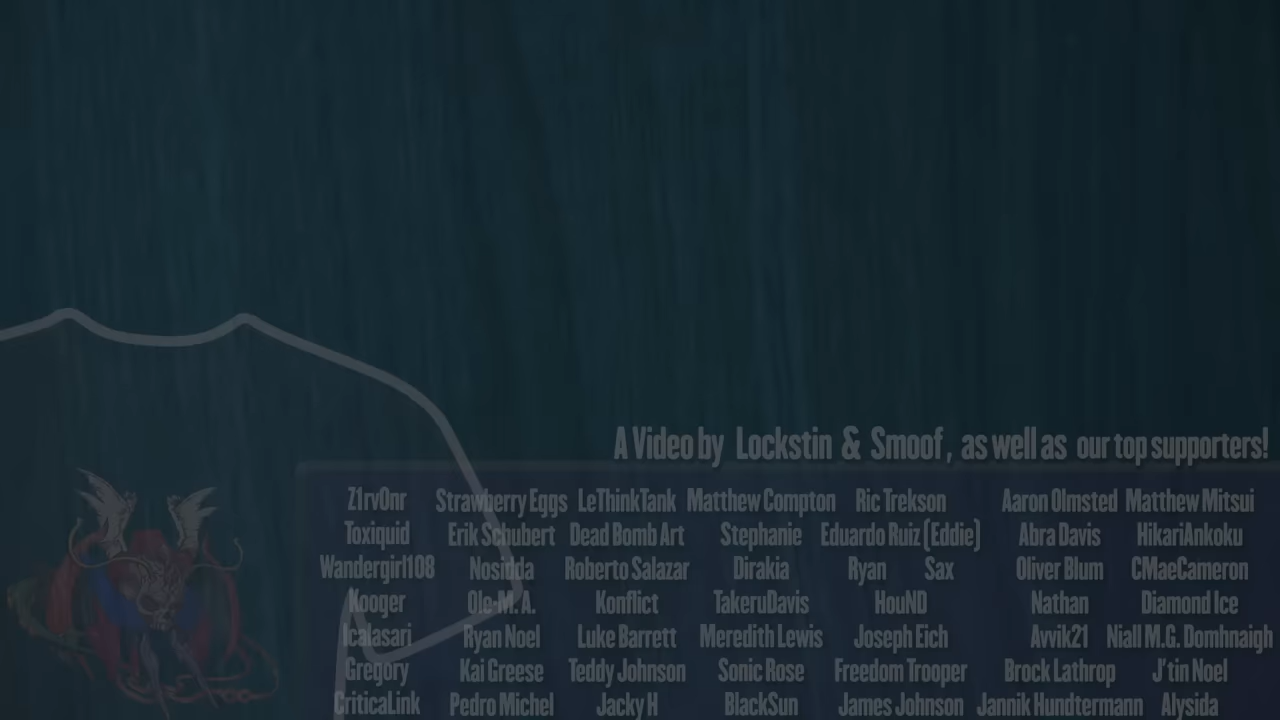 A Video by Lockstin & Smoof, as well as our top supporters!
Z1rv0nr Strawberry Eggs LeThinkTank Matthew Compton Ric Trekson Aaron Olmsted Matthew Mitsui
Toxiquid Erik Schubert Dead Bomb Art Stephanie Eduardo Ruiz (Eddie) Abra Davis HikariAnkoku
Wandergirl108 Nosidda Roberto Salazar Dirakia Ryan Sax Oliver Blum CMaeCameron
Kooger Ole-M. A. Konflict TakeruDavis HouND Nathan Diamond Ice
Icalasari Ryan Noel Luke Barrett Meredith Lewis Joseph Eich Avvik21 Niall M.G. Domhnaigh
Gregory Kai Greese Teddy Johnson Sonic Rose Freedom Trooper Brock Lathrop J'tin Noel
CriticaLink Pedro Michel Jacky H BlackSun James Johnson Jannik Hundtermann Alysida